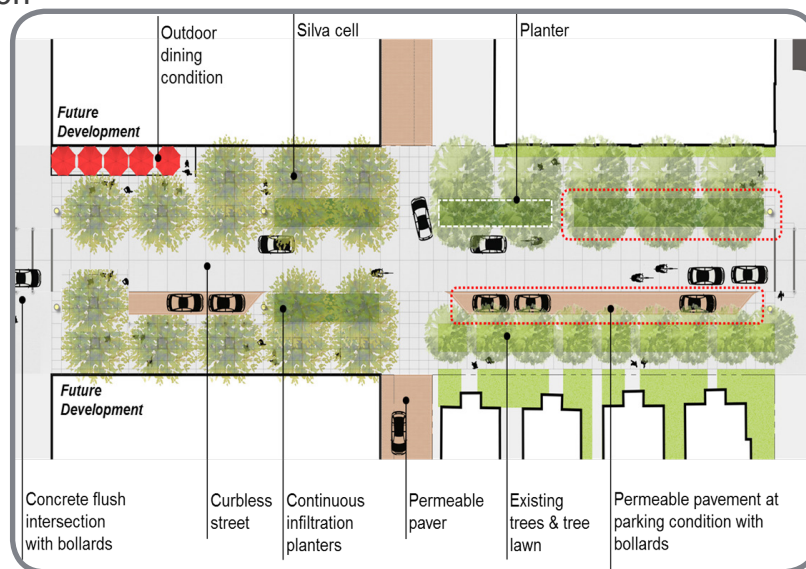 Outdoor
dining
condition
Silva cell
Planter
Future
Development
Future
Development
Concrete flush
intersection
with bollards
Curbless
street
Continuous
infiltration
planters
Permeable
paver
Existing
trees & tree
lawn
Permeable pavement at
parking condition with
bollards